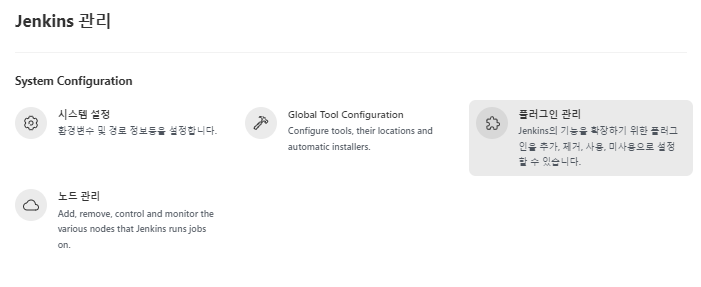 Jenkins 관리
System Configuration
시스템 설정
환경변수 및 경로 정보등을 설정합니다.
Global Tool Configuration
Configure tools, their locations and
automatic installers.
플러그인 관리
Jenkins의 기능을 확장하기 위한 플러그
인을 추가, 제거, 사용, 미사용으로 설정
할 수 있습니다.
노드 관리
Add, remove, control and monitor the
various nodes that Jenkins runs jobs
on.